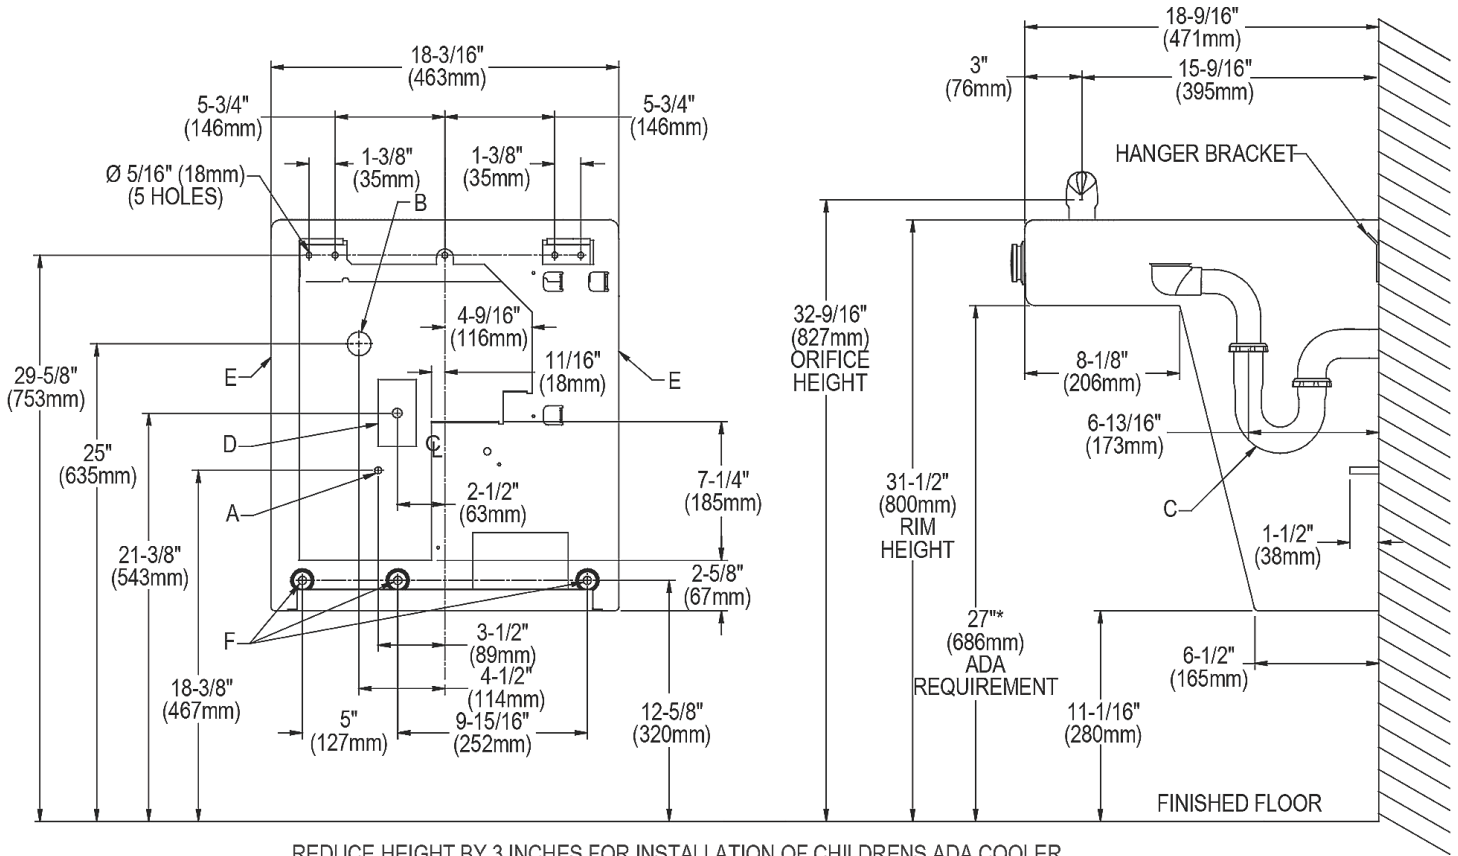 18-3/16"
(463mm)
5-3/4"
(146mm)
5-3/4"
(146mm)
1-3/8"
(35mm)
1-3/8"
(35mm)
Ø 5/16" (18mm)
(5 HOLES)
B
4-9/16"
(116mm)
11/16"
(18mm)
E
E
29-5/8"
(753mm)
25"
(635mm)
D
CL
A
2-1/2"
(63mm)
7-1/4"
(185mm)
21-3/8"
(543mm)
2-5/8"
(67mm)
F
3-1/2"
(89mm)
4-1/2"
(114mm)
18-3/8"
(467mm)
5"
(127mm)
9-15/16"
(252mm)
12-5/8"
(320mm)
18-9/16"
(471mm)
3"
(76mm)
15-9/16"
(395mm)
HANGER BRACKET
32-9/16"
(827mm)
ORIFICE
HEIGHT
8-1/8"
(206mm)
6-13/16"
(173mm)
31-1/2"
(800mm)
RIM
HEIGHT
C
1-1/2"
(38mm)
27"*
(686mm)
ADA
REQUIREMENT
6-1/2"
(165mm)
11-1/16"
(280mm)
FINISHED FLOOR
REDUCE HEIGHT BY 3 INCHES FOR INSTALLATION OF CHILDRENS ADA COOLER